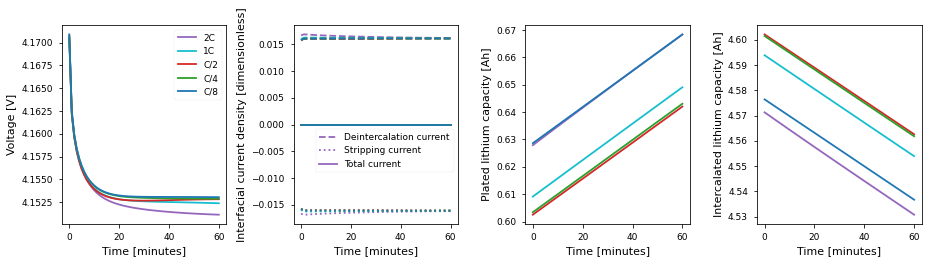 Voltage [V]
4.1700
4.1675
4.1650
4.1625
4.1600
4.1575
4.1550
4.1525
2C
1C
C/2
C/4
C/8
0
20
40
60
Time [minutes]
Interfacial current density [dimensionless]
0.015
0.010
0.005
0.000
−0.005
−0.010
−0.015
Deintercalation current
Stripping current
Total current
0
20
40
60
Time [minutes]
Plated lithium capacity [Ah]
0.67
0.66
0.65
0.64
0.63
0.62
0.61
0.60
0
20
40
60
Time [minutes]
Intercalated lithium capacity [Ah]
4.60
4.59
4.58
4.57
4.56
4.55
4.54
4.53
0
20
40
60
Time [minutes]